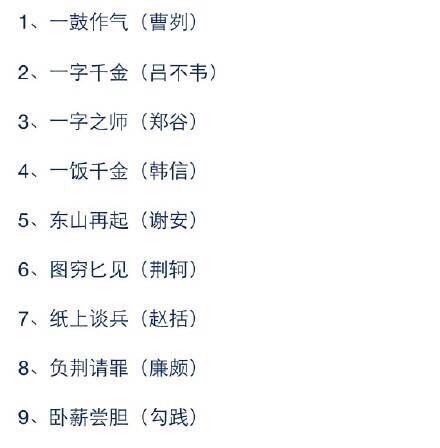 1、一鼓作气（曹刿）
2、一字千金（吕不韦）
3、一字之师（郑谷）
4、一饭千金（韩信）
5、东山再起（谢安）
6、图穷匕见（荆轲）
7、纸上谈兵（赵括）
8、负荆请罪（廉颇）
9、卧薪尝胆（勾践）